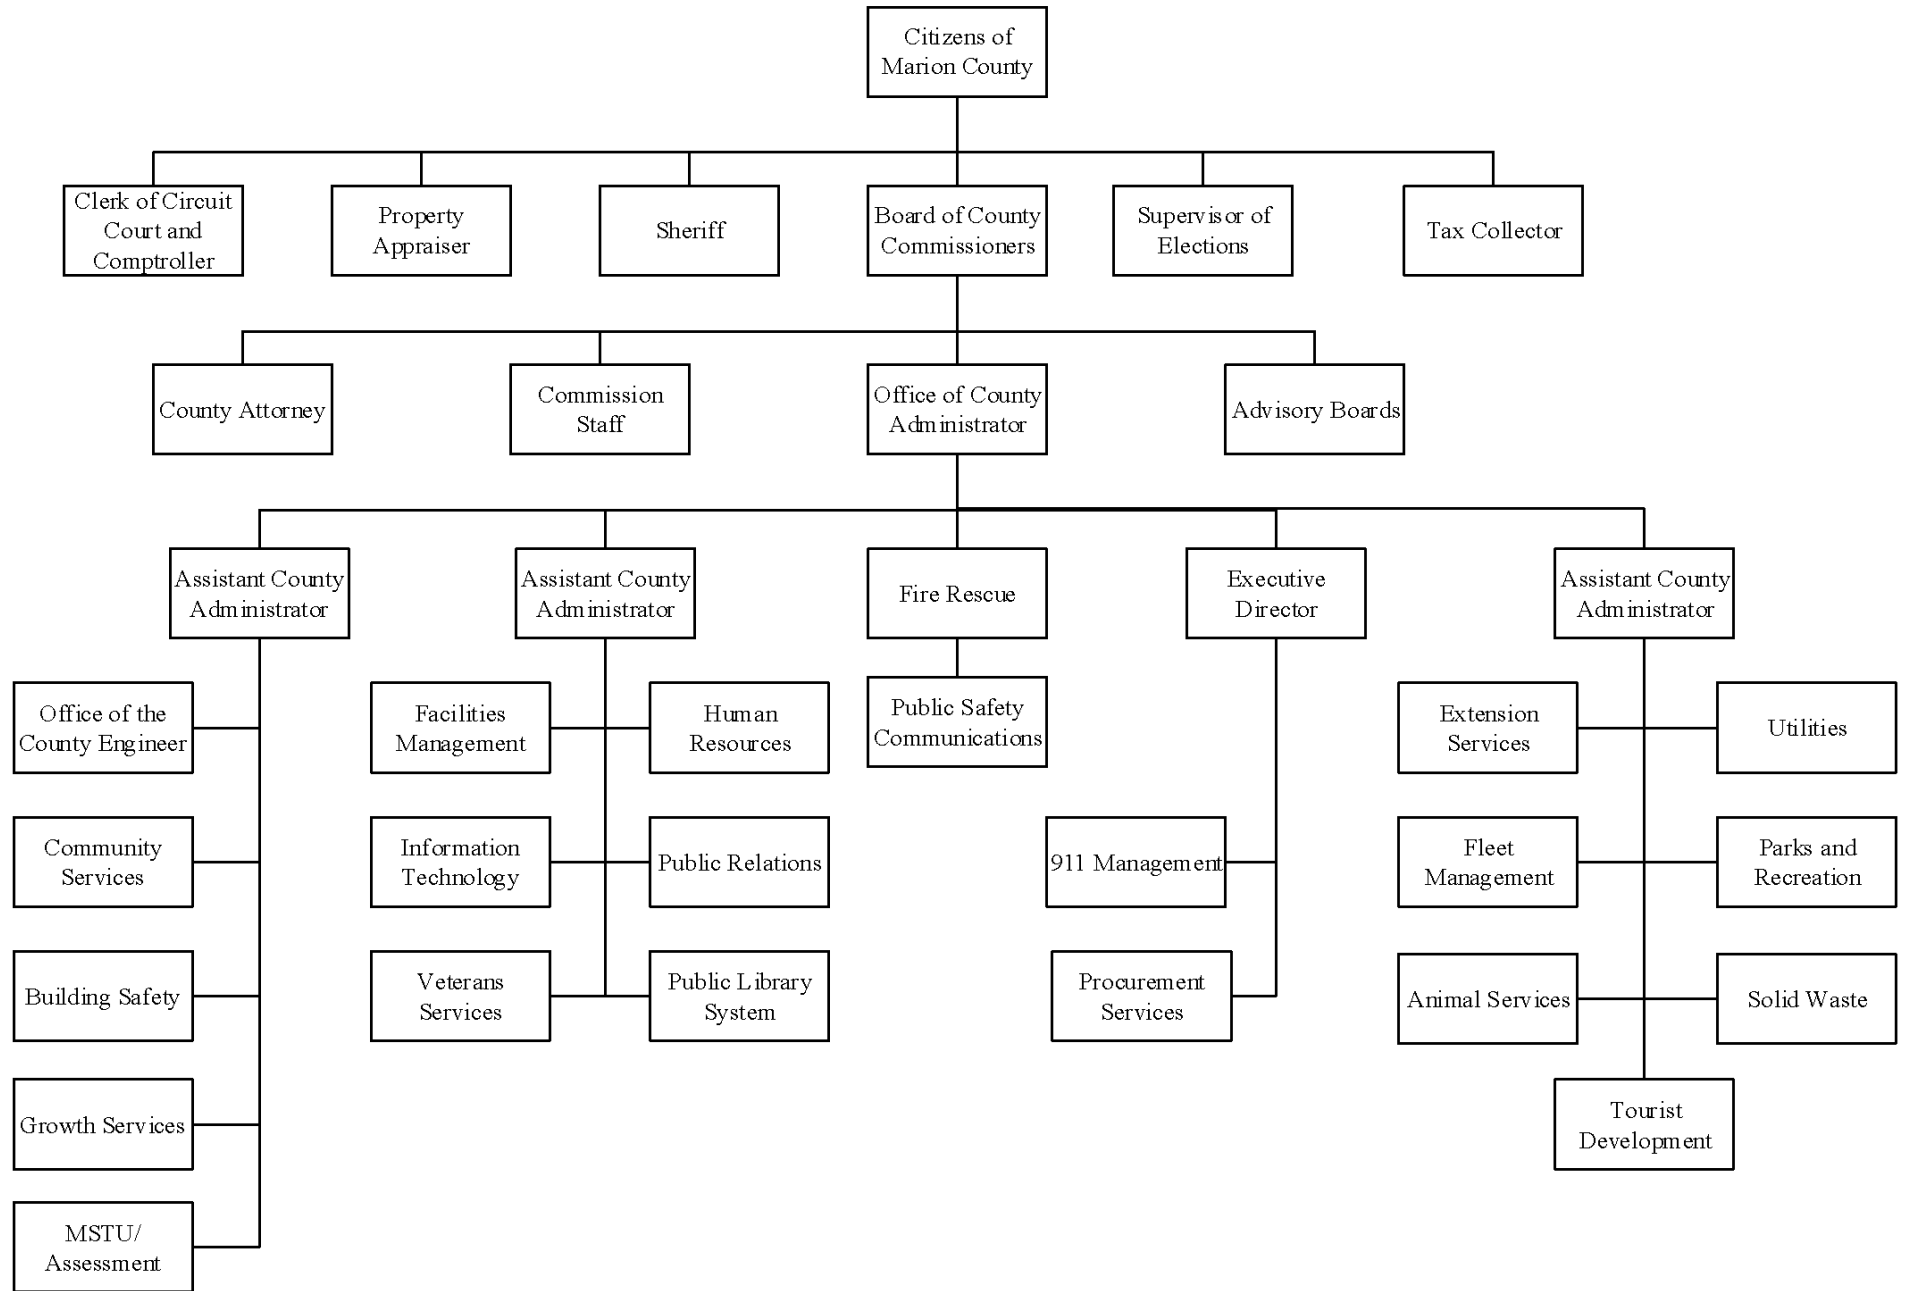 Citizens of
Marion County
Clerk of Circuit
Court and
Comptroller
Property
Appraiser
Sheriff
Board of County
Commissioners
Supervisor of
Elections
Tax Collector
County Attorney
Commission
Staff
Office of County
Administrator
Advisory Boards
Assistant County
Administrator
Assistant County
Administrator
Fire Rescue
Executive
Director
Assistant County
Administrator
Office of the
County Engineer
Facilities
Management
Human
Resources
Public Safety
Communications
Extension
Services
Utilities
Community
Services
Information
Technology
Public Relations
911 Management
Fleet
Management
Parks and
Recreation
Building Safety
Veterans
Services
Public Library
System
Procurement
Services
Animal Services
Solid Waste
Growth Services
Tourist
Development
MSTU/
Assessment